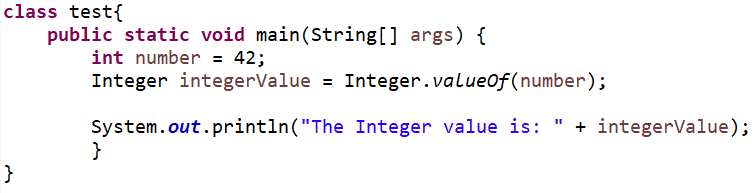 class test{
    public static void main(String[] args) {
        int number = 42;
        Integer integerValue = Integer.valueOf(number);

        System.out.println("The Integer value is: " + integerValue);
        }
}